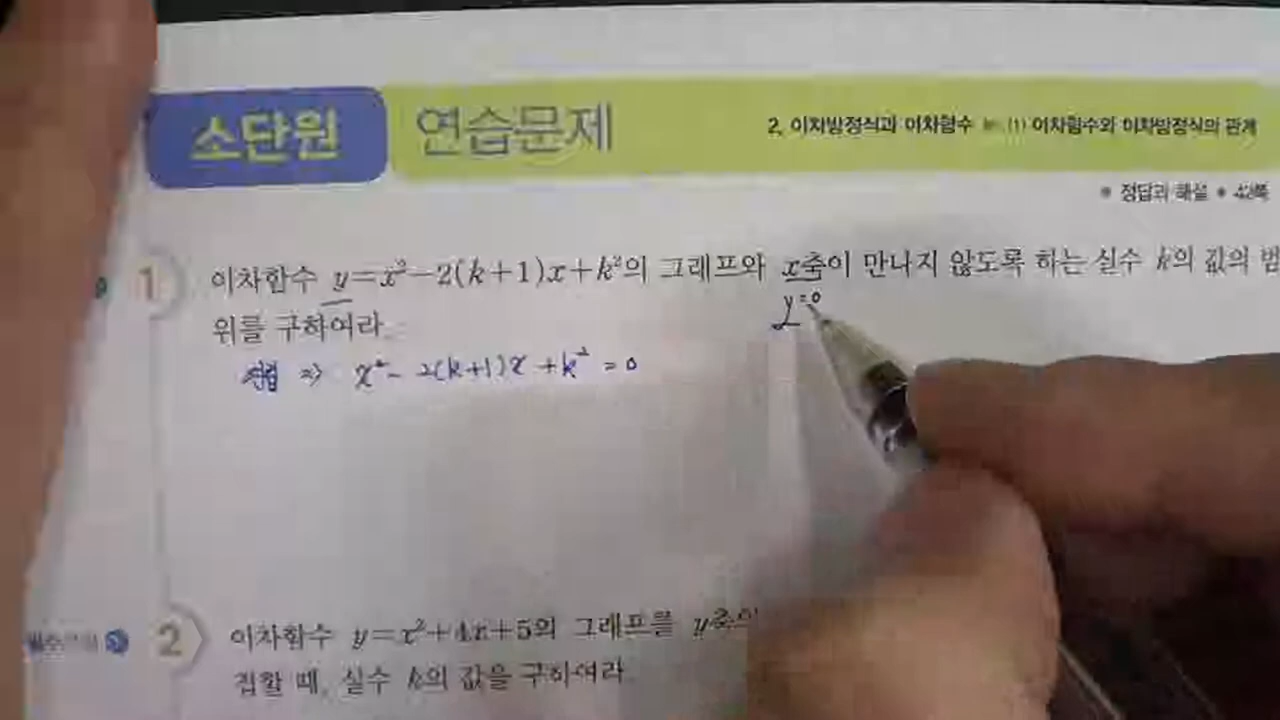 소단원 연습문제
2. 이차방정식과 이차함수 (1) 이차함수와 이차방정식의 관계
정답과 해설
1 이차함수 y=x²-2(k+1)x+k²의 그래프와 x축이 만나지 않도록 하는 실수 k의 값의 범
y=0
위를 구하여라.
⇒ x²-2(k+1)x+k²=0
2 이차함수 y=x²+4x+5의 그래프를 y축의
접할 때, 실수 k의 값을 구하여라.